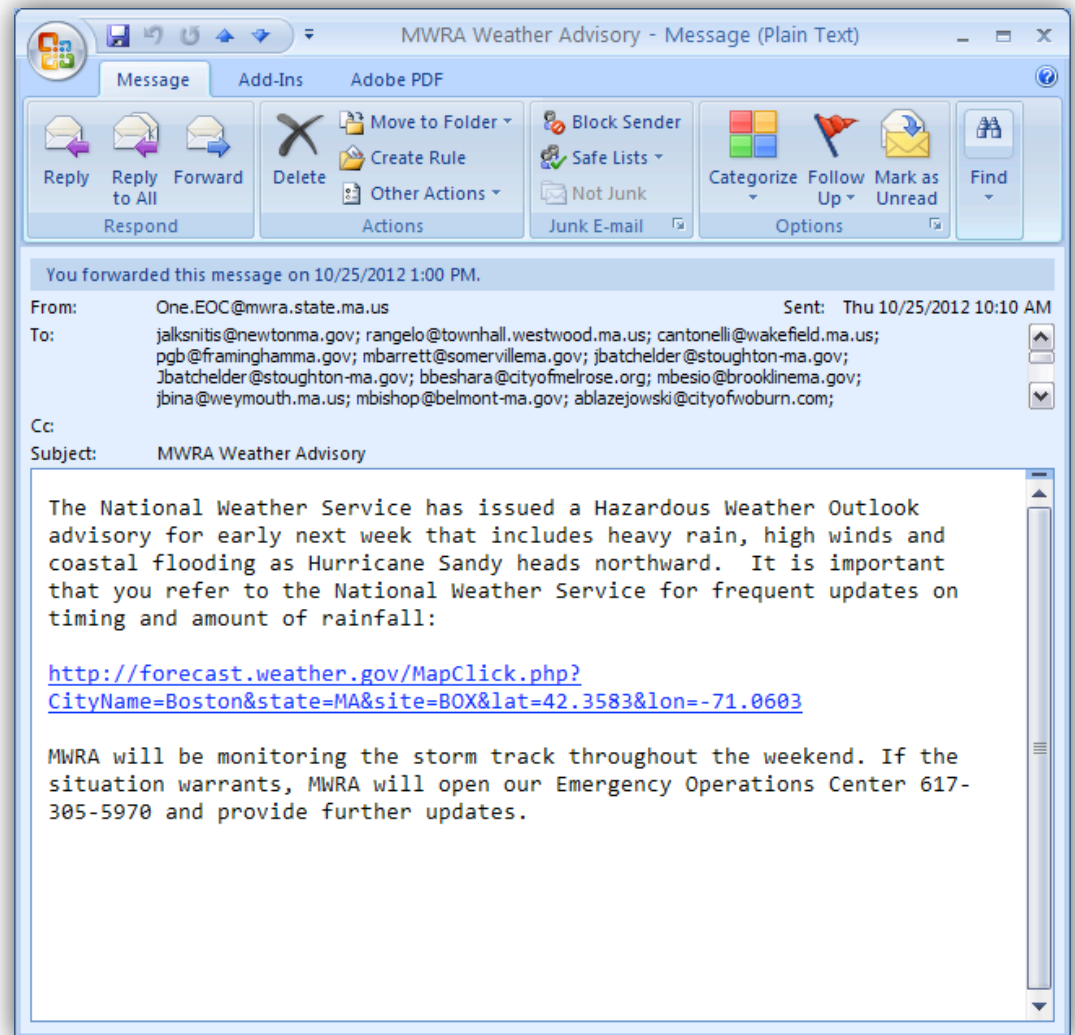 MWRA Weather Advisory - Message (Plain Text)
Message Add-Ins Adobe PDF
Reply
Reply to All
Forward
Delete
Move to Folder
Create Rule
Other Actions
Block Sender
Safe Lists
Not Junk
Categorize
Follow Up
Mark as Unread
Find
Respond Actions Junk E-mail Options
You forwarded this message on 10/25/2012 1:00 PM.
From: One.EOC@mwra.state.ma.us Sent: Thu 10/25/2012 10:10 AM
To: jalksnitis@newtonma.gov; rangelo@townhall.westwood.ma.us; cantonelli@wakefield.ma.us;
pgb@framinghamma.gov; mbarrett@somervillema.gov; jbatchelder@stoughton-ma.gov;
Jbatchelder@stoughton-ma.gov; bbeshara@cityofmelrose.org; mbesio@brooklinema.gov;
jbina@weymouth.ma.us; mbishop@belmont-ma.gov; ablazejowski@cityofwoburn.com;
Cc:
Subject: MWRA Weather Advisory
The National Weather Service has issued a Hazardous Weather Outlook
advisory for early next week that includes heavy rain, high winds and
coastal flooding as Hurricane Sandy heads northward.  It is important
that you refer to the National Weather Service for frequent updates on
timing and amount of rainfall:
http://forecast.weather.gov/MapClick.php?
CityName=Boston&state=MA&site=BOX&lat=42.3583&lon=-71.0603
MWRA will be monitoring the storm track throughout the weekend. If the
situation warrants, MWRA will open our Emergency Operations Center 617-
305-5970 and provide further updates.